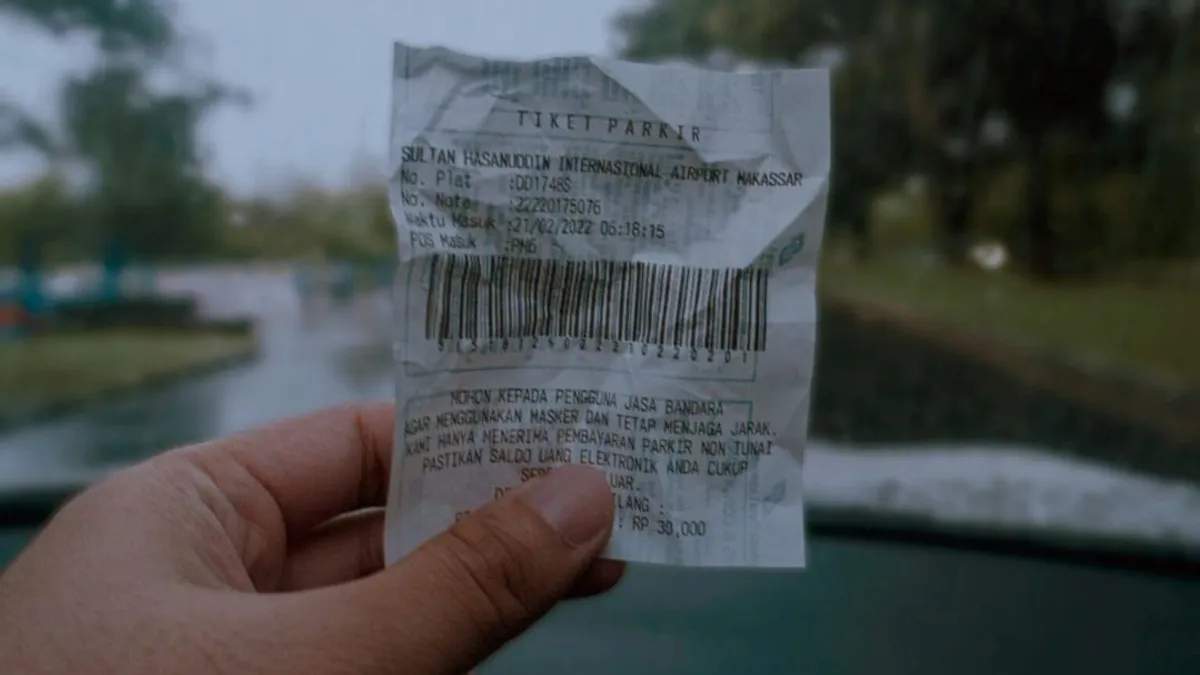 TIKET PARKIR
SULTAN HASANUDDIN INTERNASIONAL AIRPORT MAKASSAR
No. Plat :DD1748S
No. Nota :22220175076
Waktu Masuk :21/02/2022 06:18:15
POS Masuk :PM6
MOHON KEPADA PENGGUNA JASA BANDARA
AGAR MENGGUNAKAN MASKER DAN TETAP MENJAGA JARAK.
KAMI HANYA MENERIMA PEMBAYARAN PARKIR NON TUNAI
PASTIKAN SALDO UANG ELEKTRONIK ANDA CUKUP
: RP 30,000